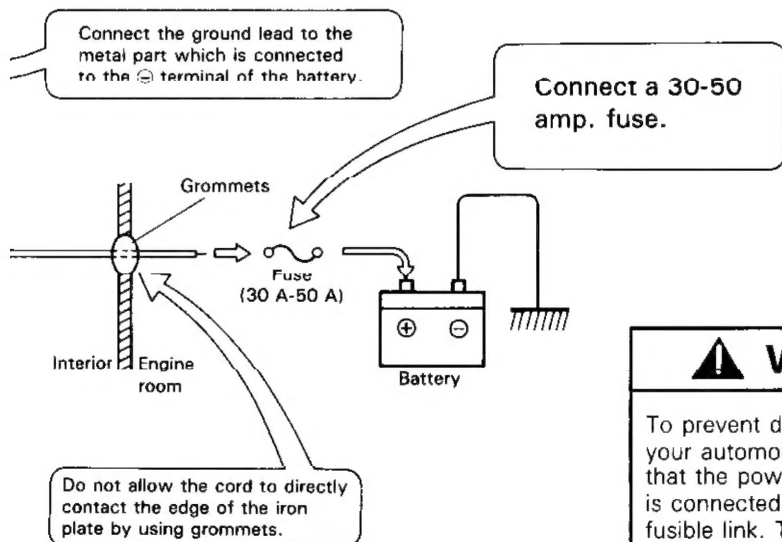 Connect the ground lead to the
metal part which is connected
to the ⊖ terminal of the battery.
Connect a 30-50
amp. fuse.
Grommets
Fuse
(30 A-50 A)
Interior
Engine
room
⊕ ⊖
Battery
Do not allow the cord to directly
contact the edge of the iron
plate by using grommets.
To prevent
your
that the
is connected
fusible link.